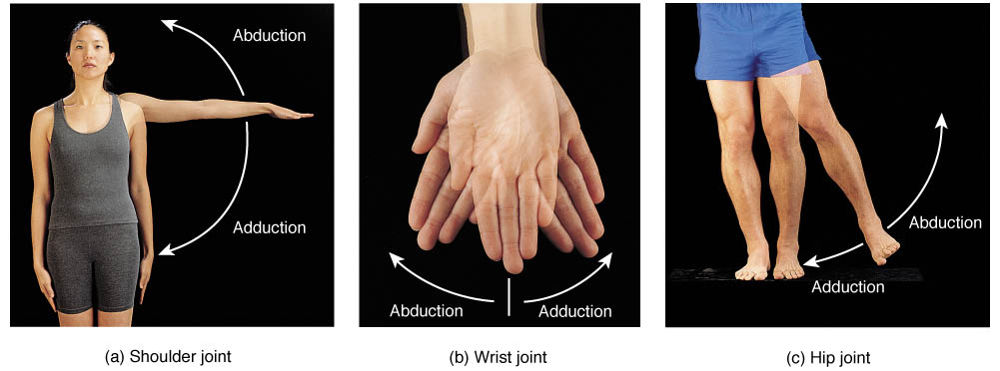 Abduction
Adduction
(a) Shoulder joint
Abduction
Adduction
(b) Wrist joint
Abduction
Adduction
(c) Hip joint